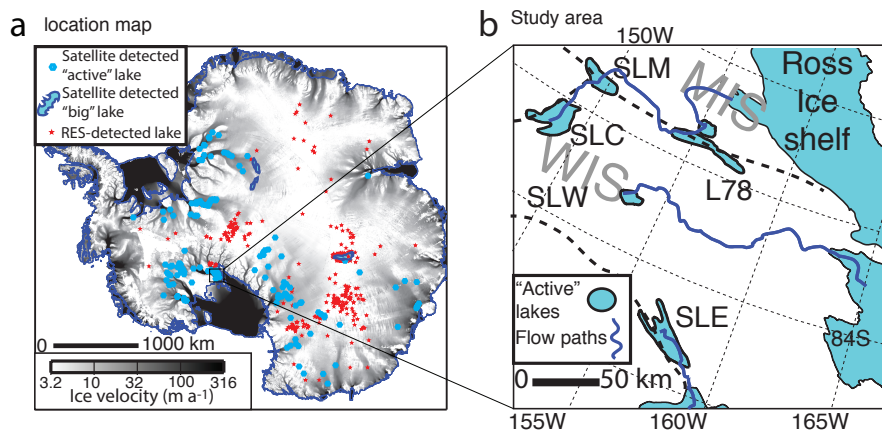 a
location map
Satellite detected
“active” lake
Satellite detected
“big” lake
RES-detected lake
0
1000 km
3.2 10 32 100 316
Ice velocity (m a-1)
b
Study area
150W
SLM
MIS
Ross
Ice
shelf
SLC
WIS
SLW
L78
“Active”
lakes
Flow paths
SLE
84S
0
50 km
155W
160W
165W